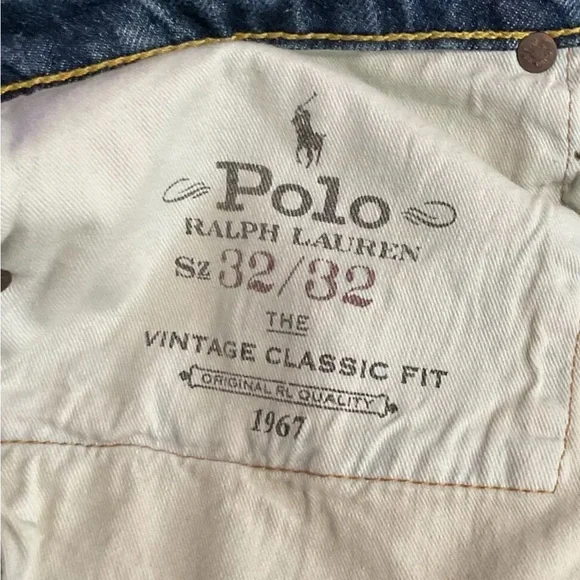 Polo
RALPH LAUREN
Sz 32/32
THE
VINTAGE CLASSIC FIT
ORIGINAL RL QUALITY
1967